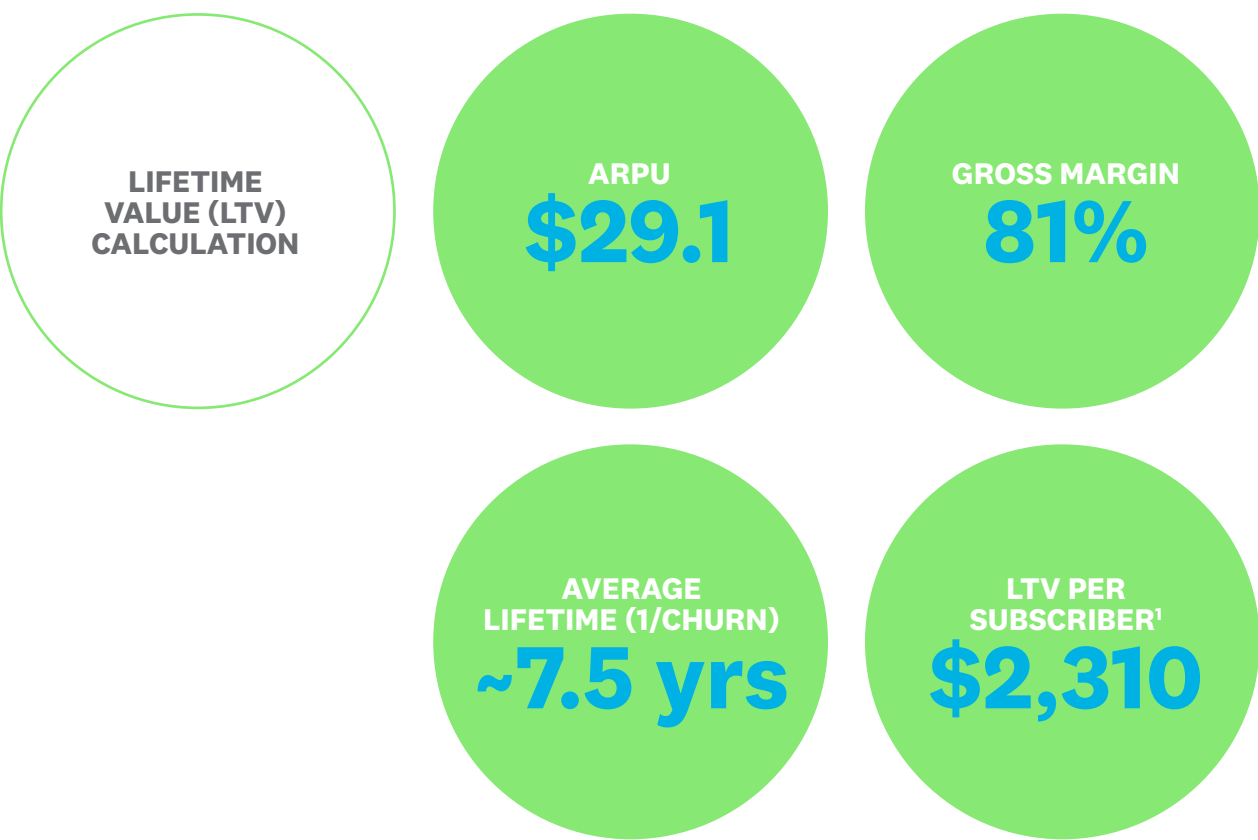 LIFETIME
VALUE (LTV)
CALCULATION
ARPU
$29.1
GROSS MARGIN
81%
AVERAGE
LIFETIME (1/CHURN)
~7.5 yrs
LTV PER
SUBSCRIBER¹
$2,310